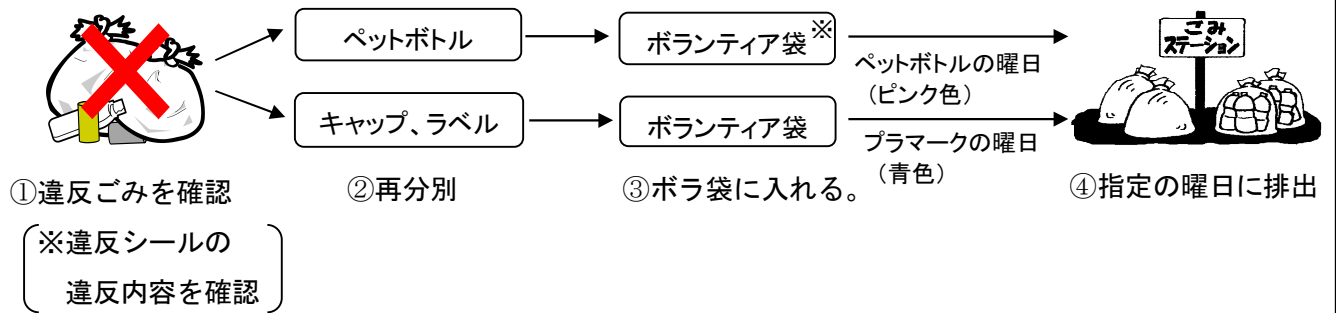 ペットボトル
ボランティア袋※
ペットボトルの曜日
（ピンク色）
ごみ
ステーション
キャップ、ラベル
ボランティア袋
プラマークの曜日
（青色）
①違反ごみを確認
②再分別
③ボラ袋に入れる。
④指定の曜日に排出
※違反シールの
違反内容を確認